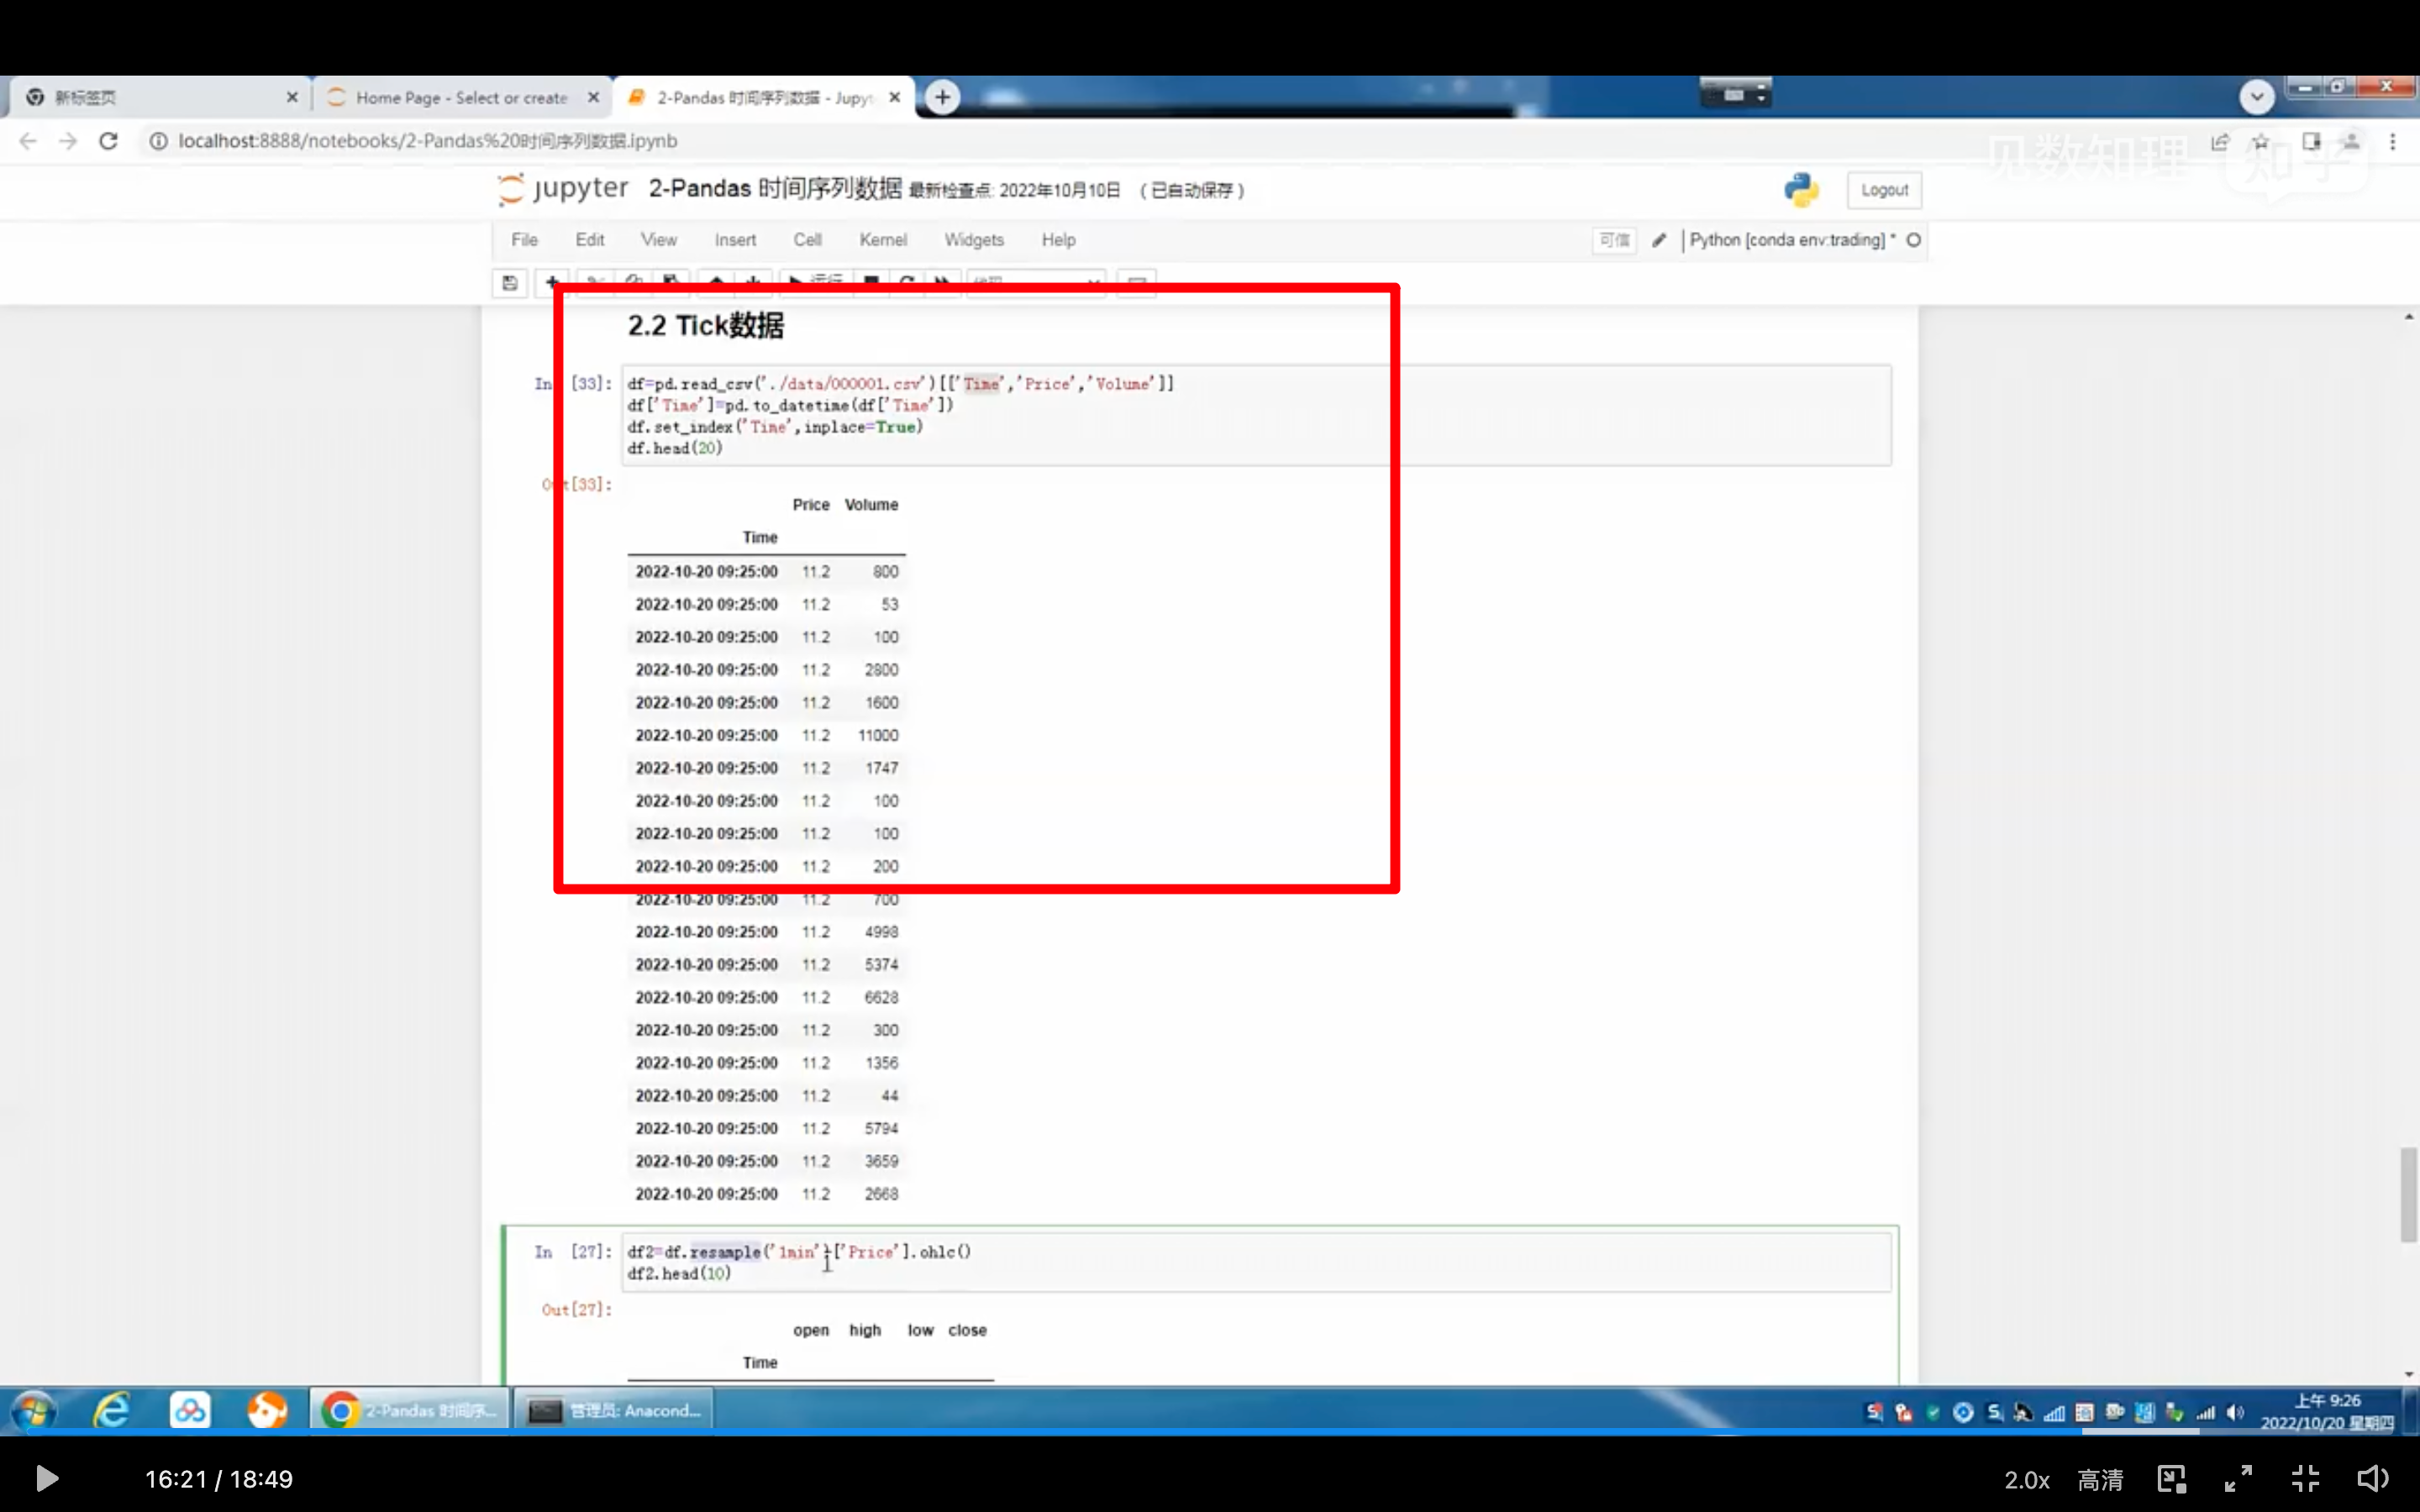 新标签页
Home Page - Select or create
2-Pandas 时间序列数据 - Jupyt
localhost:8888/notebooks/2-Pandas%20时间序列数据.ipynb
见数知理 知乎
jupyter 2-Pandas 时间序列数据 最新检查点: 2022年10月10日 (已自动保存)
Logout
File Edit View Insert Cell Kernel Widgets Help
可信 Python [conda env:trading] *
运行
2.2 Tick数据
In [33]: df=pd.read_csv('./data/000001.csv')[['Time','Price','Volume']]
df['Time']=pd.to_datetime(df['Time'])
df.set_index('Time',inplace=True)
df.head(20)
Out[33]:
Price Volume
Time
2022-10-20 09:25:00 11.2 800
2022-10-20 09:25:00 11.2 53
2022-10-20 09:25:00 11.2 100
2022-10-20 09:25:00 11.2 2800
2022-10-20 09:25:00 11.2 1600
2022-10-20 09:25:00 11.2 11000
2022-10-20 09:25:00 11.2 1747
2022-10-20 09:25:00 11.2 100
2022-10-20 09:25:00 11.2 100
2022-10-20 09:25:00 11.2 200
2022-10-20 09:25:00 11.2 700
2022-10-20 09:25:00 11.2 4998
2022-10-20 09:25:00 11.2 5374
2022-10-20 09:25:00 11.2 6628
2022-10-20 09:25:00 11.2 300
2022-10-20 09:25:00 11.2 1356
2022-10-20 09:25:00 11.2 44
2022-10-20 09:25:00 11.2 5794
2022-10-20 09:25:00 11.2 3659
2022-10-20 09:25:00 11.2 2668
In [27]: df2=df.resample('1min')['Price'].ohlc()
df2.head(10)
Out[27]:
open high low close
Time
2-Pandas 时间序...
管理员: Anacond...
上午 9:26
2022/10/20 星期四
16:21 / 18:49
2.0x 高清